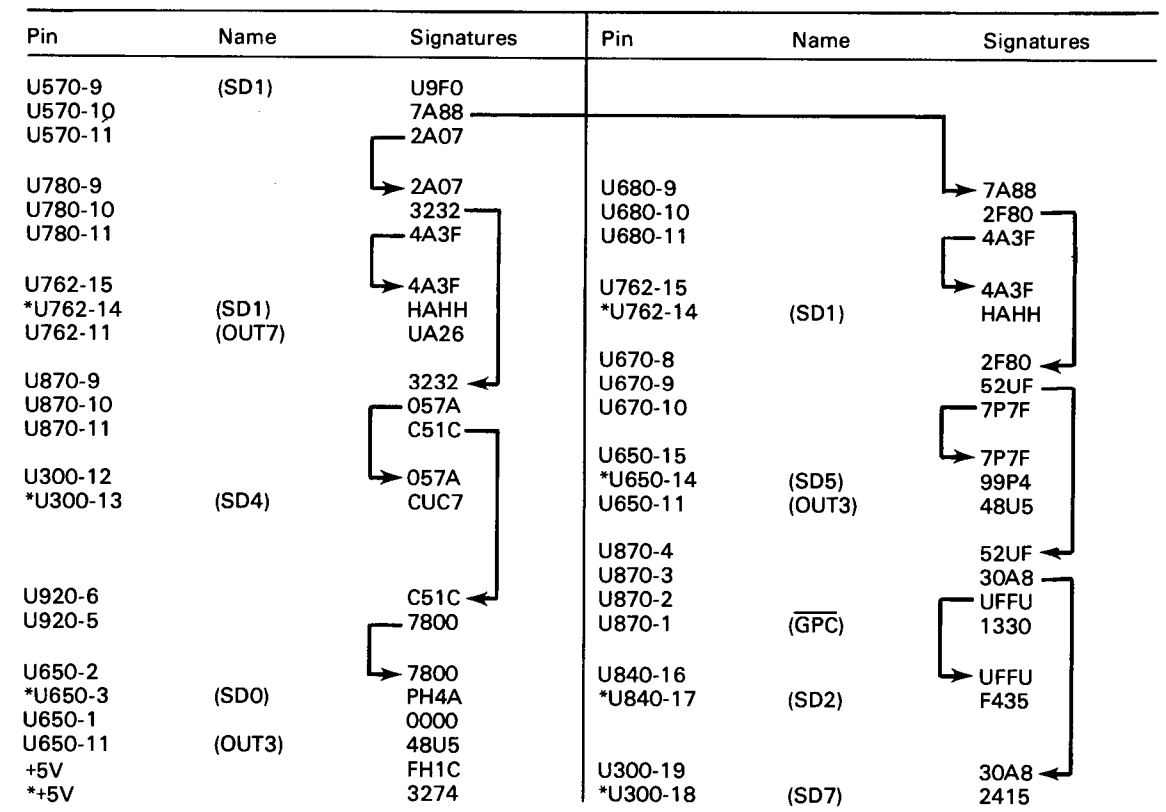 Pin Name Signatures
U570-9 (SD1) U9F0
U570-10 7A88
U570-11 2A07
U780-9 2A07
U780-10 3232
U780-11 4A3F
U762-15 4A3F
*U762-14 (SD1) HAHH
U762-11 (OUT7) UA26
U870-9 3232
U870-10 057A
U870-11 C51C
U300-12 057A
*U300-13 (SD4) CUC7
U920-6 C51C
U920-5 7800
U650-2 7800
*U650-3 (SD0) PH4A
U650-1 0000
U650-11 (OUT3) 48U5
+5V FH1C
*+5V 3274
Pin Name Signatures
U680-9 7A88
U680-10 2F80
U680-11 4A3F
U762-15 4A3F
*U762-14 (SD1) HAHH
U670-8 2F80
U670-9 52UF
U670-10 7P7F
U650-15 7P7F
*U650-14 (SD5) 99P4
U650-11 (OUT3) 48U5
U870-4 52UF
U870-3 30A8
U870-2 UFFU
U870-1 (G̅P̅C̅) 1330
U840-16 UFFU
*U840-17 (SD2) F435
U300-19 30A8
*U300-18 (SD7) 2415